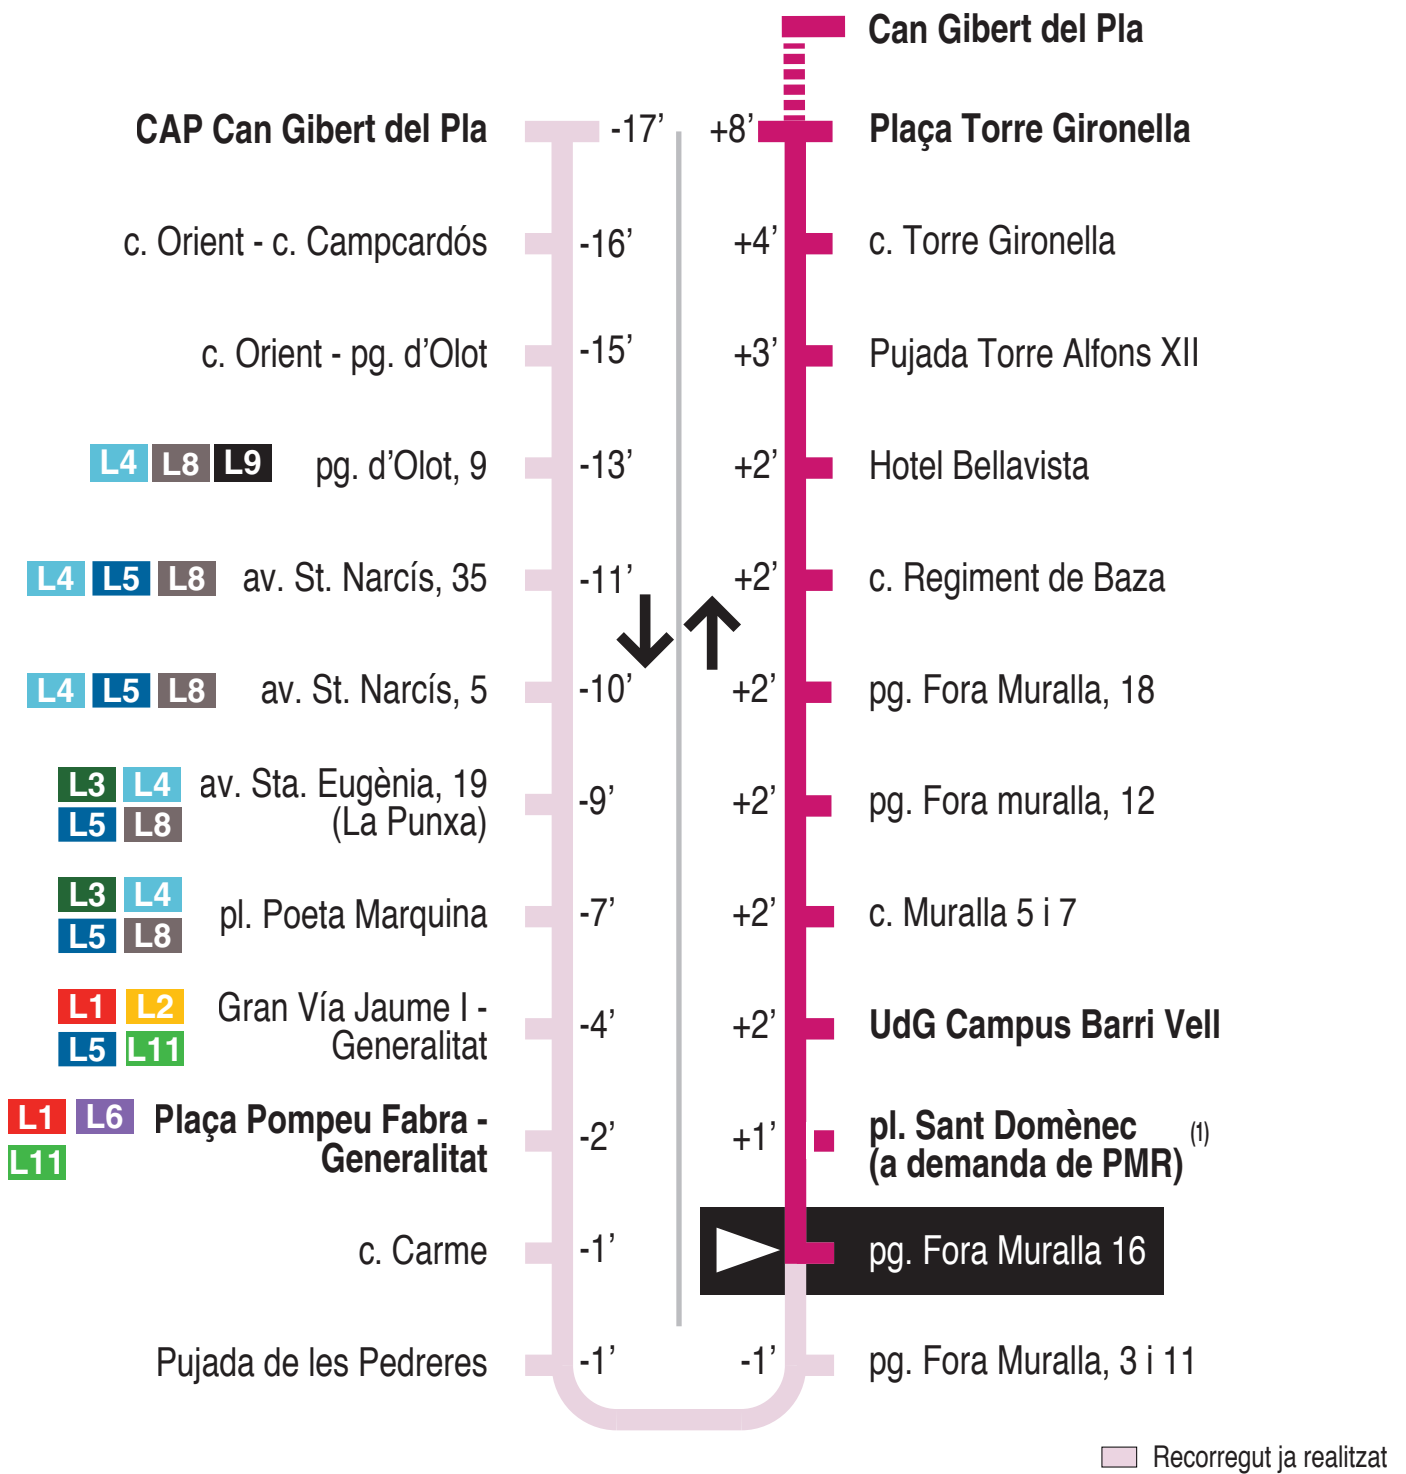 Can Gibert del Pla
CAP Can Gibert del Pla -17’
+8’ Plaça Torre Gironella
c. Orient - c. Campcardós -16’
+4’ c. Torre Gironella
c. Orient - pg. d’Olot -15’
+3’ Pujada Torre Alfons XII
L4 L8 L9 pg. d’Olot, 9 -13’
+2’ Hotel Bellavista
L4 L5 L8 av. St. Narcís, 35 -11’
+2’ c. Regiment de Baza
L4 L5 L8 av. St. Narcís, 5 -10’
+2’ pg. Fora Muralla, 18
L3 L4 av. Sta. Eugènia, 19
L5 L8 (La Punxa) -9’
+2’ pg. Fora muralla, 12
L3 L4
L5 L8 pl. Poeta Marquina -7’
+2’ c. Muralla 5 i 7
L1 L2 Gran Vía Jaume I -
L5 L11 Generalitat -4’
+2’ UdG Campus Barri Vell
L1 L6 Plaça Pompeu Fabra -
L11 Generalitat -2’
+1’ pl. Sant Domènec (1)
(a demanda de PMR)
c. Carme -1’
pg. Fora Muralla 16
Pujada de les Pedreres -1’
-1’ pg. Fora Muralla, 3 i 11
Recorregut ja realitzat